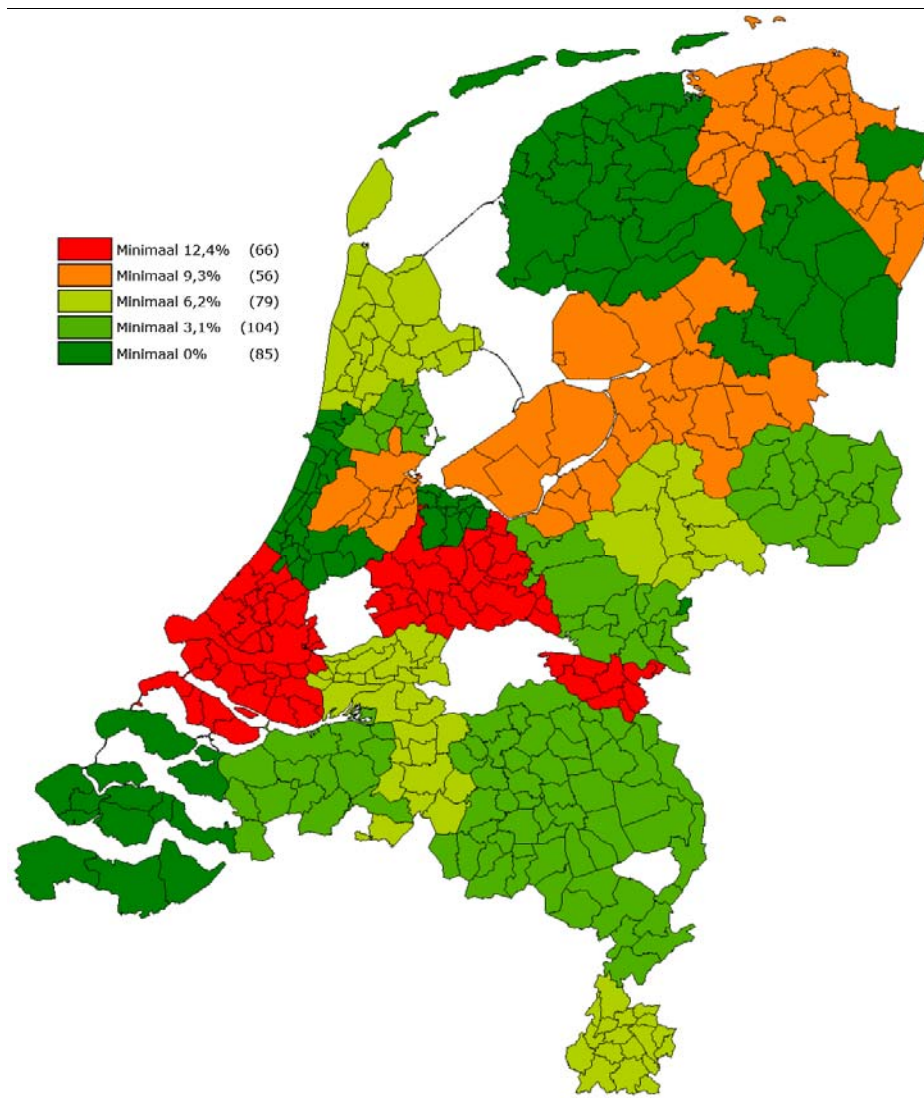 Minimaal 12,4% (66)
Minimaal 9,3% (56)
Minimaal 6,2% (79)
Minimaal 3,1% (104)
Minimaal 0% (85)